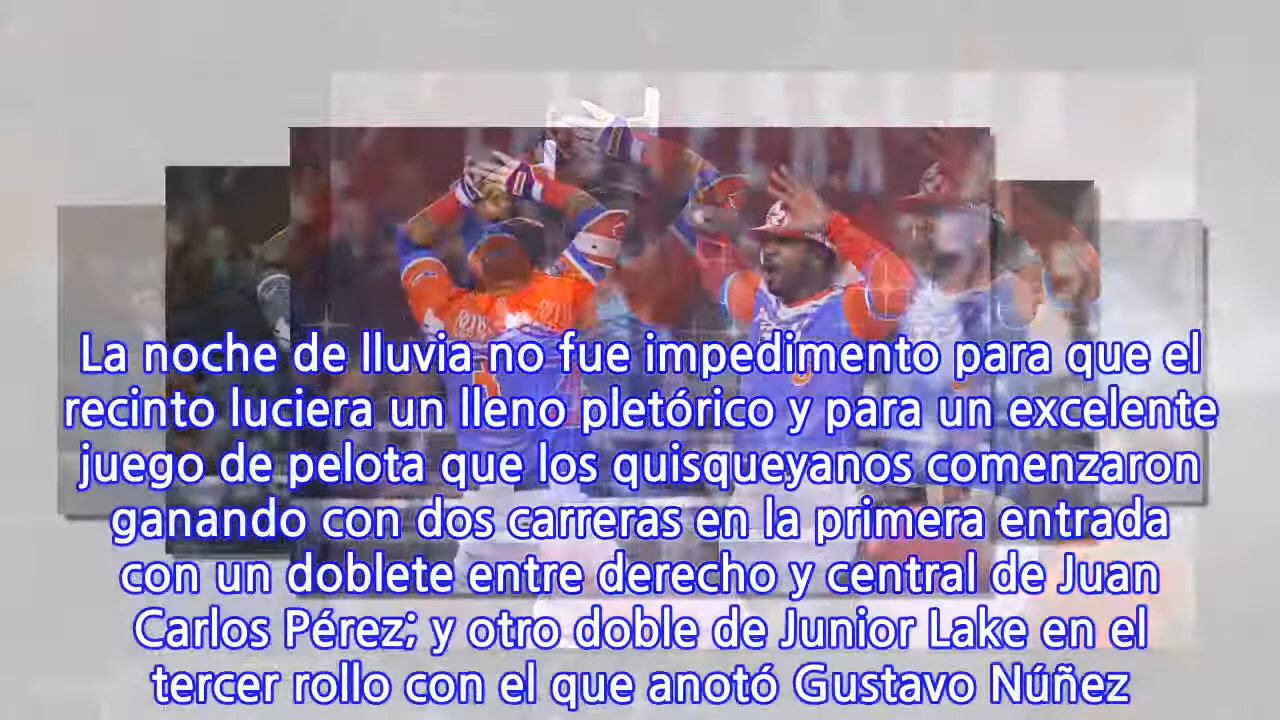 La noche de lluvia no fue impedimento para que el
recinto luciera un lleno pletórico y para un excelente
juego de pelota que los quisqueyanos comenzaron
ganando con dos carreras en la primera entrada
con un doblete entre derecho y central de Juan
Carlos Pérez; y otro doble de Junior Lake en el
tercer rollo con el que anotó Gustavo Núñez